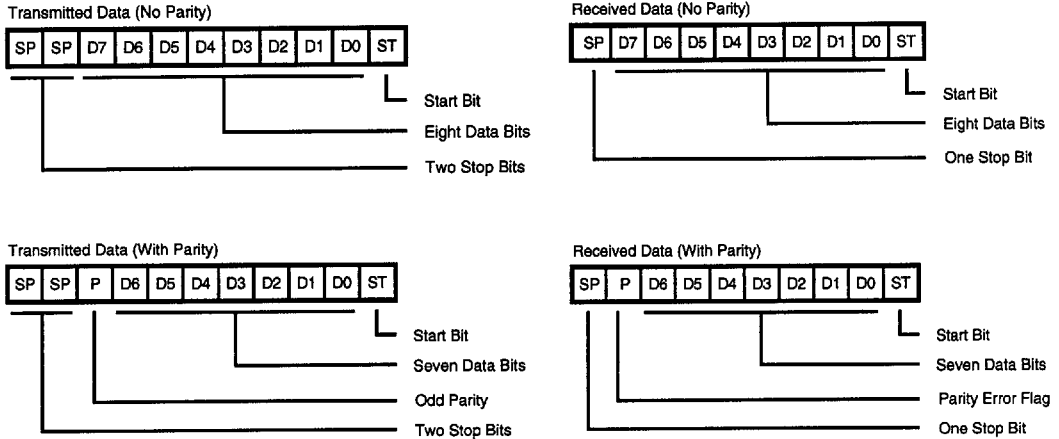 Transmitted Data (No Parity)
SP SP D7 D6 D5 D4 D3 D2 D1 D0 ST
Start Bit
Eight Data Bits
Two Stop Bits
Received Data (No Parity)
SP D7 D6 D5 D4 D3 D2 D1 D0 ST
Start Bit
Eight Data Bits
One Stop Bit
Transmitted Data (With Parity)
SP SP P D6 D5 D4 D3 D2 D1 D0 ST
Start Bit
Seven Data Bits
Odd Parity
Two Stop Bits
Received Data (With Parity)
SP P D6 D5 D4 D3 D2 D1 D0 ST
Start Bit
Seven Data Bits
Parity Error Flag
One Stop Bit